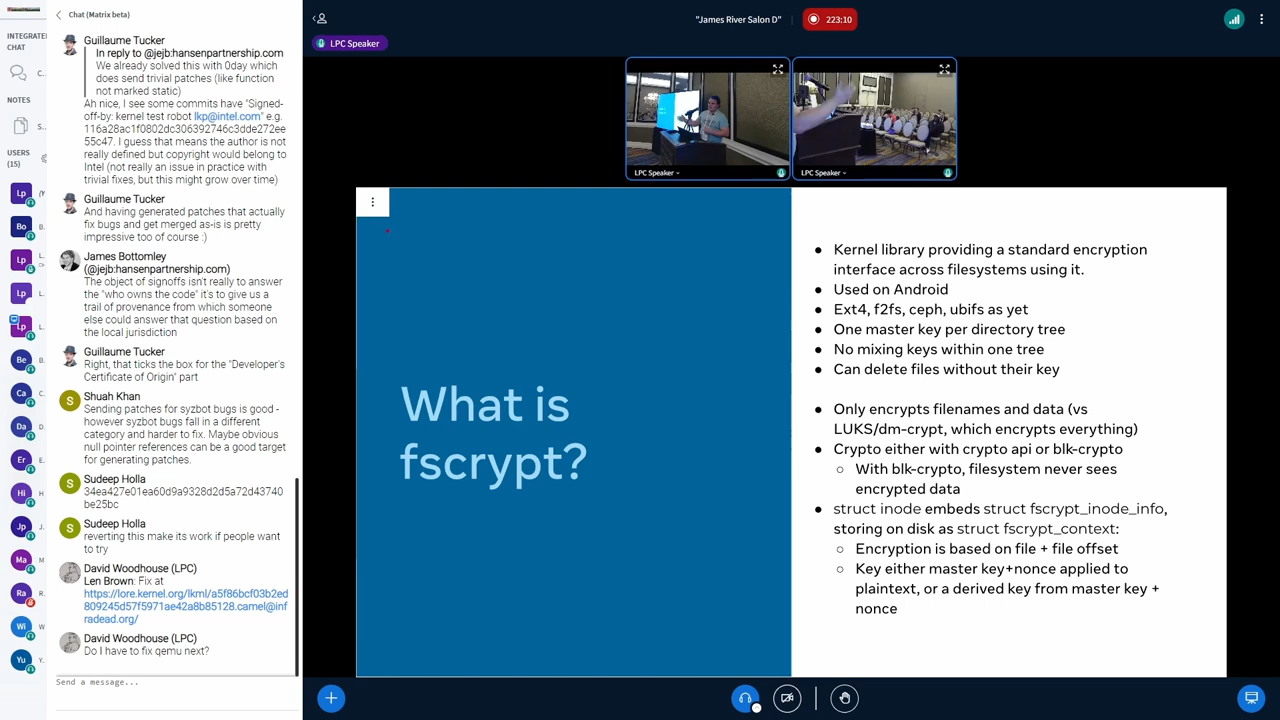 Chat (Matrix beta)
INTEGRATE
CHAT
C.
NOTES
S...
USERS
(15)
Lp
Bo
B.
Lp
Lp
Lp
Be
B.
Ca
C.
Da
D.
Er
E.
Hi
H.
Jp
J.
Ma
M.
Ra
R.
Wi
W.
Yu
Y.
Guillaume Tucker
In reply to @jejb:hansenpartnership.com
We already solved this with 0day which
does send trivial patches (like function
not marked static)
Ah nice, I see some commits have "Signed-
off-by: kernel test robot lkp@intel.com" e.g.
116a28ac1f0802dc306392746c3dde272ee
55c47. I guess that means the author is not
really defined but copyright would belong to
Intel (not really an issue in practice with
trivial fixes, but this might grow over time)
Guillaume Tucker
And having generated patches that actually
fix bugs and get merged as-is is pretty
impressive too of course :)
James Bottomley
(@jejb:hansenpartnership.com)
The object of signoffs isn't really to answer
the "who owns the code" it's to give us a
trail of provenance from which someone
else could answer that question based on
the local jurisdiction
Guillaume Tucker
Right, that ticks the box for the "Developer's
Certificate of Origin" part
S
Shuah Khan
Sending patches for syzbot bugs is good -
however syzbot bugs fall in a different
category and harder to fix. Maybe obvious
null pointer references can be a good target
for generating patches.
S
Sudeep Holla
34ea427e01ea60d9a9328d2d5a72d43740
be25bc
S
Sudeep Holla
reverting this make its work if people want
to try
David Woodhouse (LPC)
Len Brown: Fix at
https://lore.kernel.org/lkml/a5f86bcf03b2ed
809245d57f5971ae42a8b85128.camel@inf
radead.org/
David Woodhouse (LPC)
Do I have to fix qemu next?
Send a message...
"James River Salon D"
223:10
LPC Speaker
LPC Speaker
LPC Speaker
What is
fscrypt?
● Kernel library providing a standard encryption
interface across filesystems using it.
● Used on Android
● Ext4, f2fs, ceph, ubifs as yet
● One master key per directory tree
● No mixing keys within one tree
● Can delete files without their key
● Only encrypts filenames and data (vs
LUKS/dm-crypt, which encrypts everything)
● Crypto either with crypto api or blk-crypto
○ With blk-crypto, filesystem never sees
encrypted data
● struct inode embeds struct fscrypt_inode_info,
storing on disk as struct fscrypt_context:
○ Encryption is based on file + file offset
○ Key either master key+nonce applied to
plaintext, or a derived key from master key +
nonce